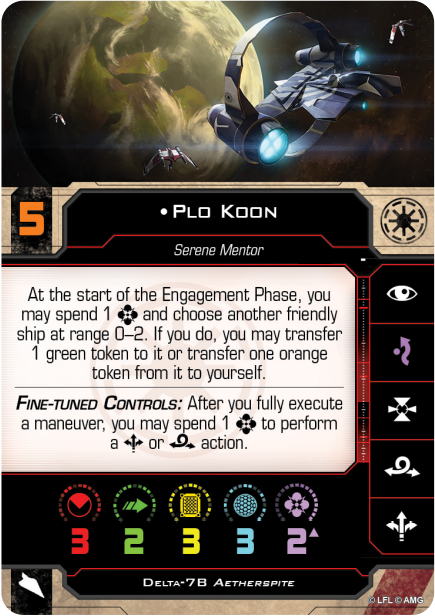 5
•Plo Koon
Serene Mentor
At the start of the Engagement Phase, you
may spend 1 and choose another friendly
ship at range 0–2. If you do, you may transfer
1 green token to it or transfer one orange
token from it to yourself.
Fine-tuned Controls: After you fully execute
a maneuver, you may spend 1 to perform
a or action.
3 2 3 3 2
Delta-7B Aetherspite
© LFL © AMG